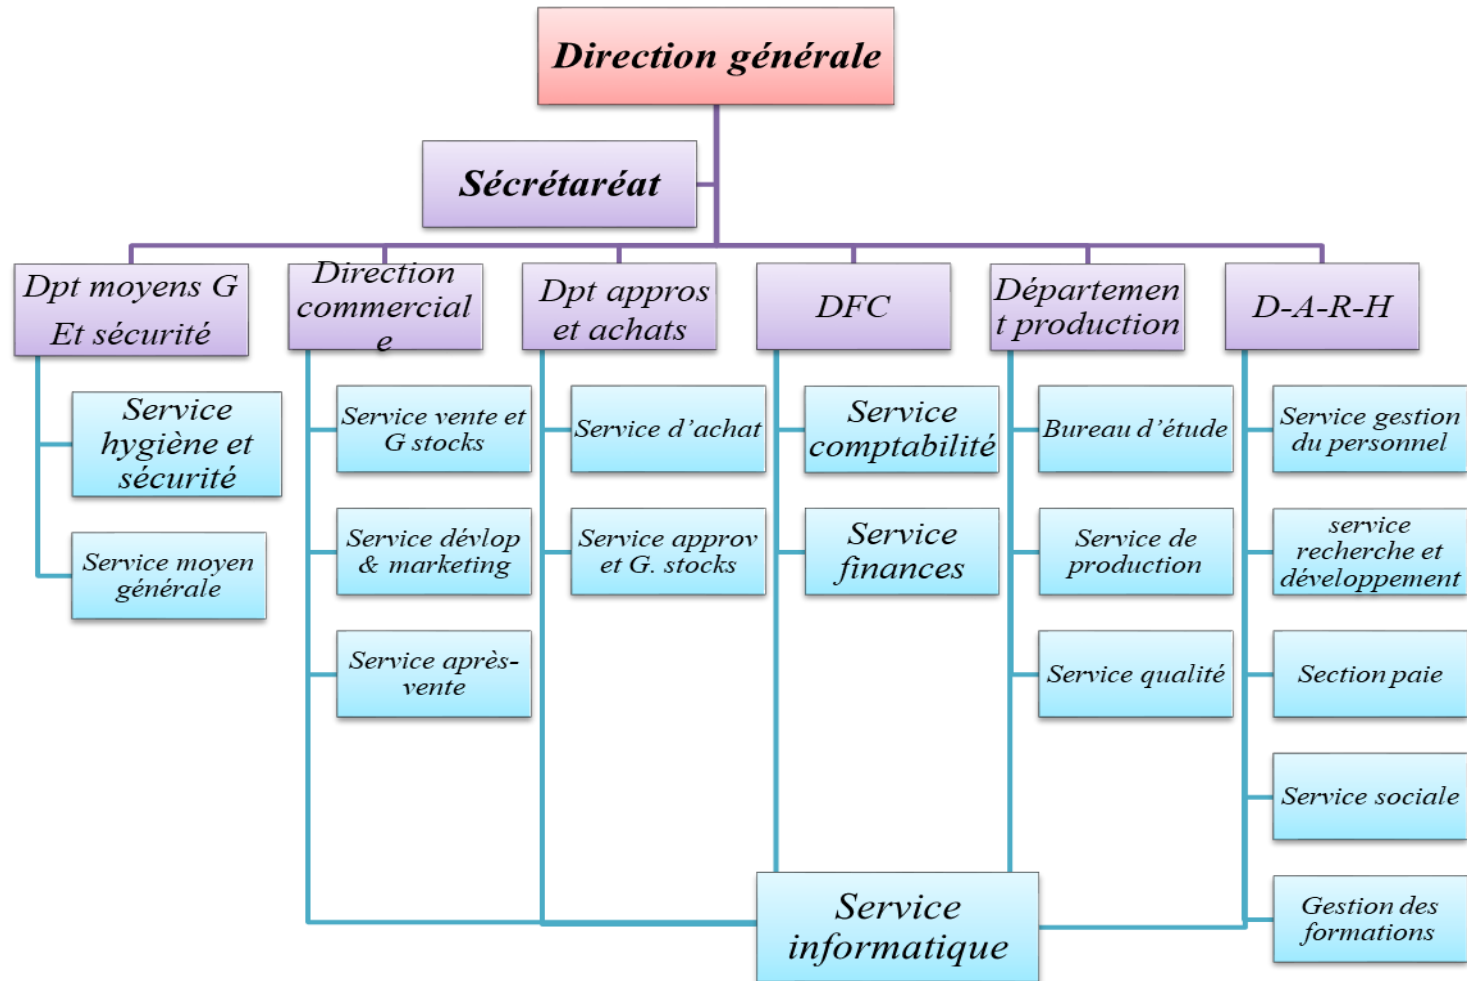 Direction générale
Sécrétaréat
Dpt moyens G
Et sécurité
Direction
commercial
e
Dpt appros
et achats
DFC
Départemen
t production
D-A-R-H
Service
hygiène et
sécurité
Service moyen
générale
Service vente et
G stocks
Service dévlop
& marketing
Service après-
vente
Service d’achat
Service approv
et G. stocks
Service
comptabilité
Service
finances
Bureau d’étude
Service de
production
Service qualité
Service gestion
du personnel
service
recherche et
développement
Section paie
Service sociale
Gestion des
formations
Service
informatique